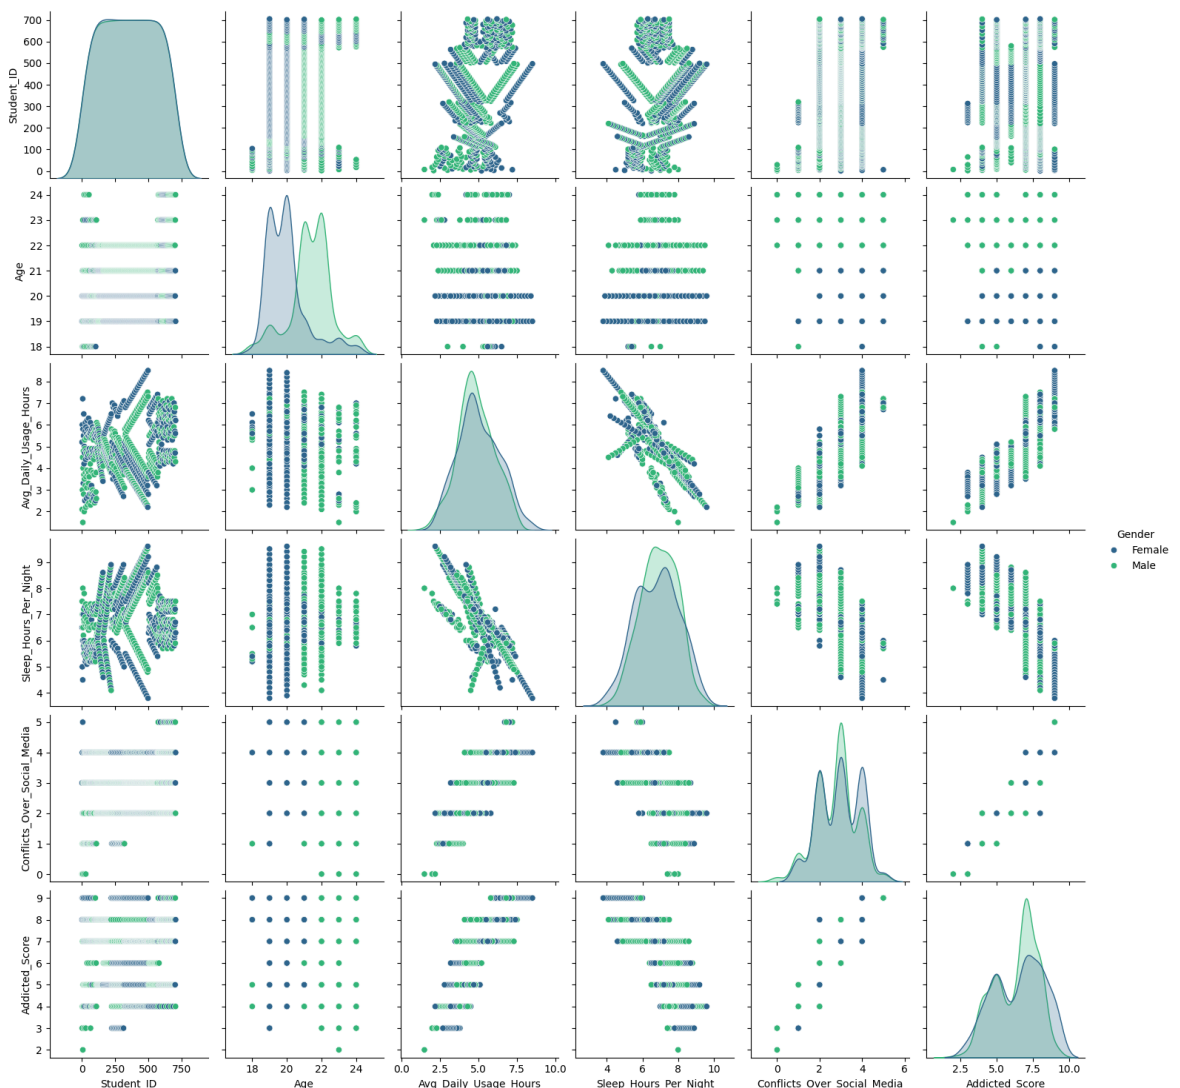 700
600
500
400
300
200
100
0
Student_ID
24
23
22
21
20
19
18
Age
8
7
6
5
4
3
2
Avg_Daily_Usage_Hours
Gender
Female
Male
9
8
7
6
5
4
Sleep_Hours_Per_Night
5
4
3
2
1
0
Conflicts_Over_Social_Media
9
8
7
6
5
4
3
2
Addicted_Score
0 250 500 750
18 20 22 24
0.0 2.5 5.0 7.5 10.0
4 6 8 10
0 2 4 6
2.5 5.0 7.5 10.0
Student_ID Age Avg_Daily_Usage_Hours Sleep_Hours_Per_Night Conflicts_Over_Social_Media Addicted_Score